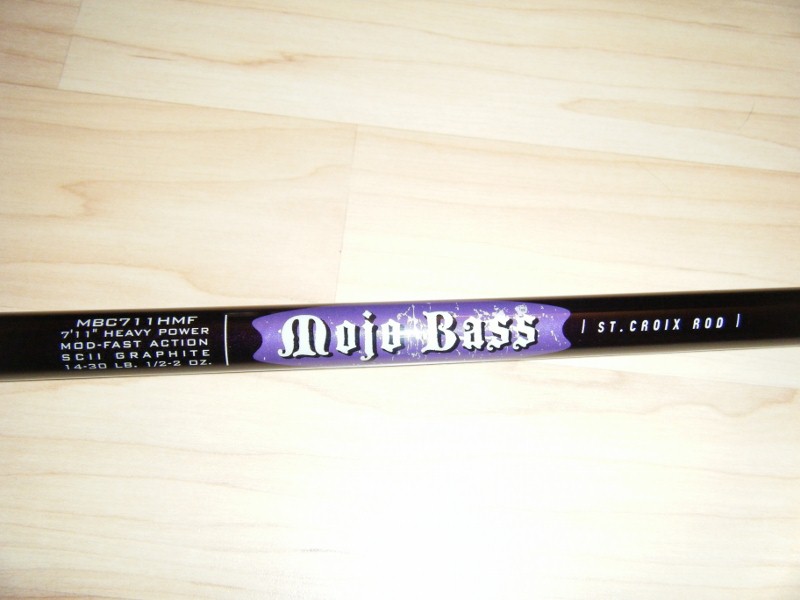 MBC711HMF
7'11" HEAVY POWER
MOD-FAST ACTION
SCII GRAPHITE
14-30 LB. 1/2-2 OZ.
Mojo Bass
| ST. CROIX ROD |